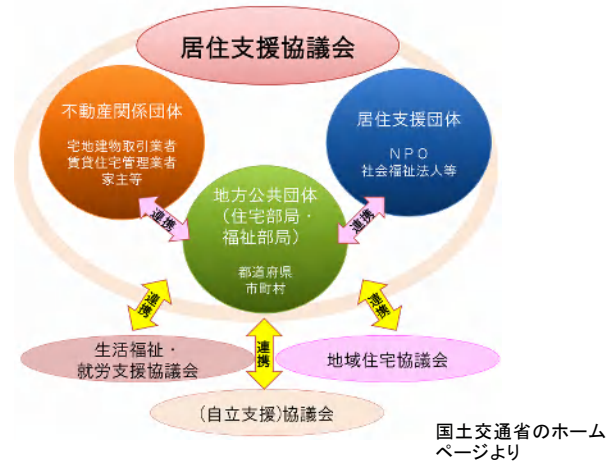 居住支援協議会
不動産関係団体
宅地建物取引業者
賃貸住宅管理業者
家主等
居住支援団体
ＮＰＯ
社会福祉法人等
地方公共団体
（住宅部局・
福祉部局）
都道府県
市町村
連携
連携
連携
連携
連携
生活福祉・
就労支援協議会
地域住宅協議会
（自立支援）協議会
国土交通省のホーム
ページより